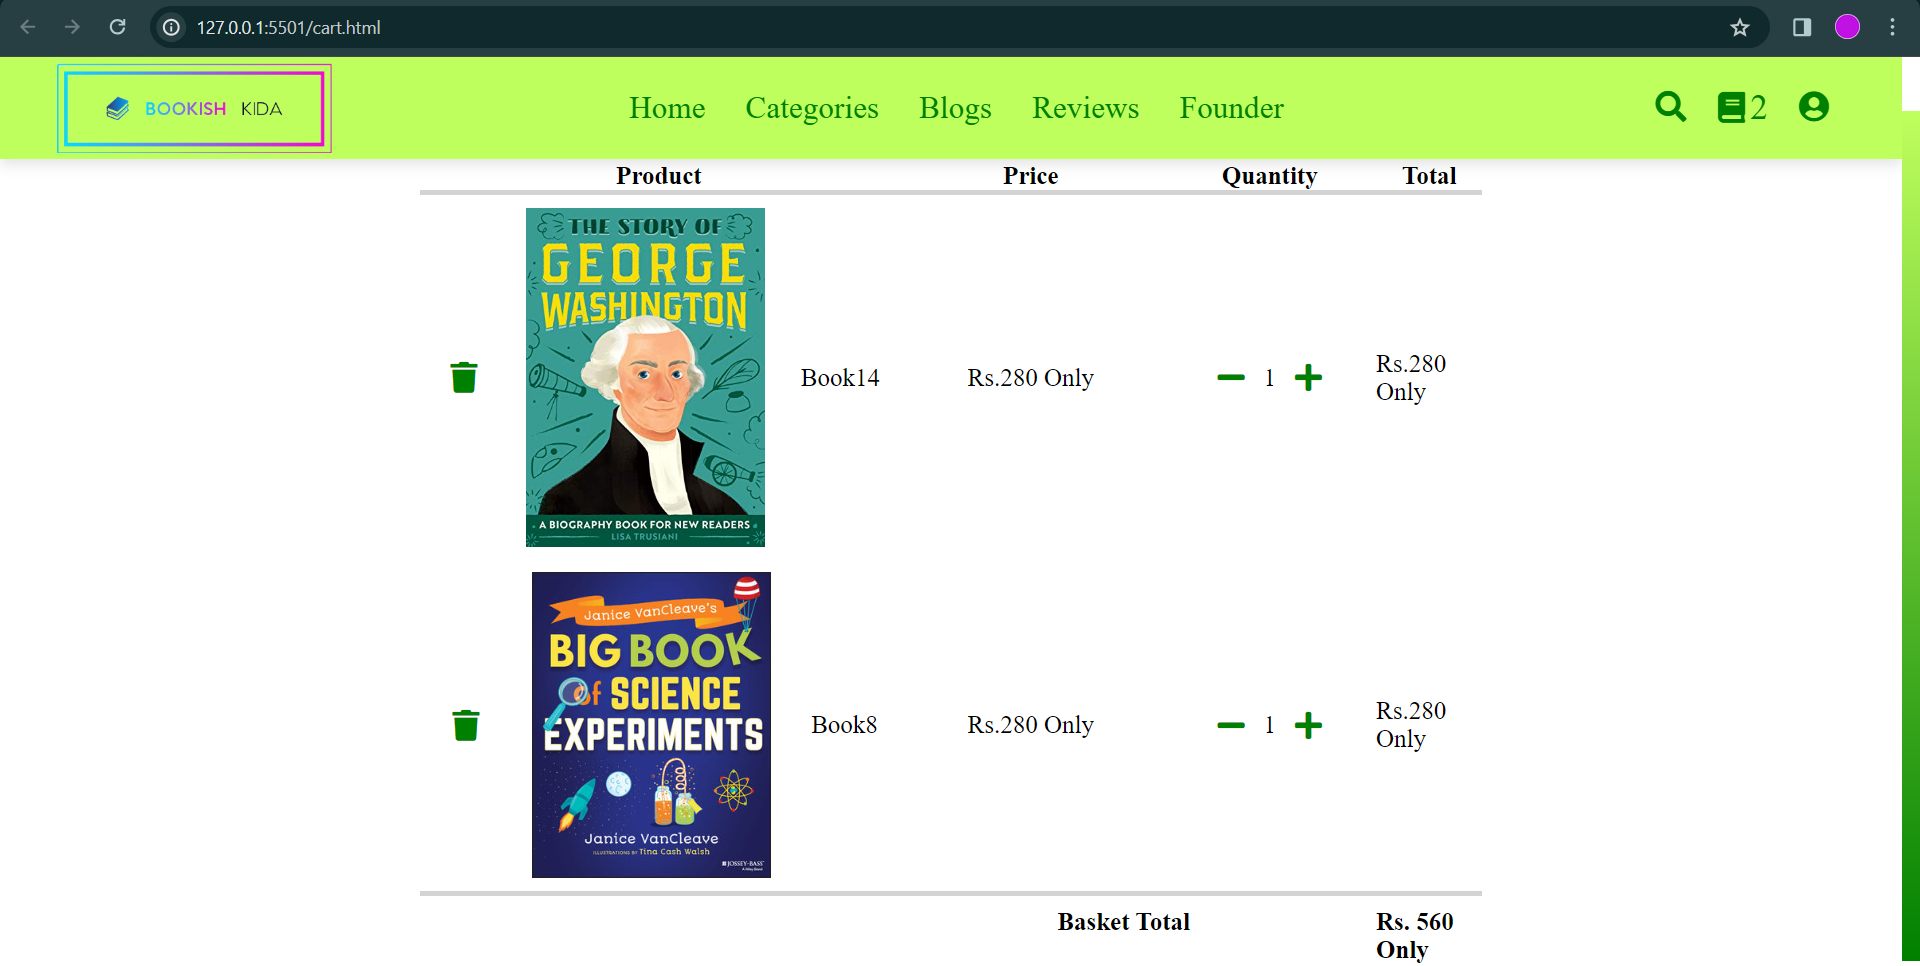 127.0.0.1:5501/cart.html
BOOKISH KIDA
Home Categories Blogs Reviews Founder
2
Product Price Quantity Total
THE STORY OF
GEORGE
WASHINGTON
A BIOGRAPHY BOOK FOR NEW READERS
LISA TRUSIANI
Book14
Rs.280 Only
1
Rs.280
Only
Janice VanCleave's
BIG BOOK
of SCIENCE
EXPERIMENTS
Janice VanCleave
ILLUSTRATIONS BY Tina Cash Walsh
JOSSEY-BASS
A Wiley Brand
Book8
Rs.280 Only
1
Rs.280
Only
Basket Total
Rs. 560
Only